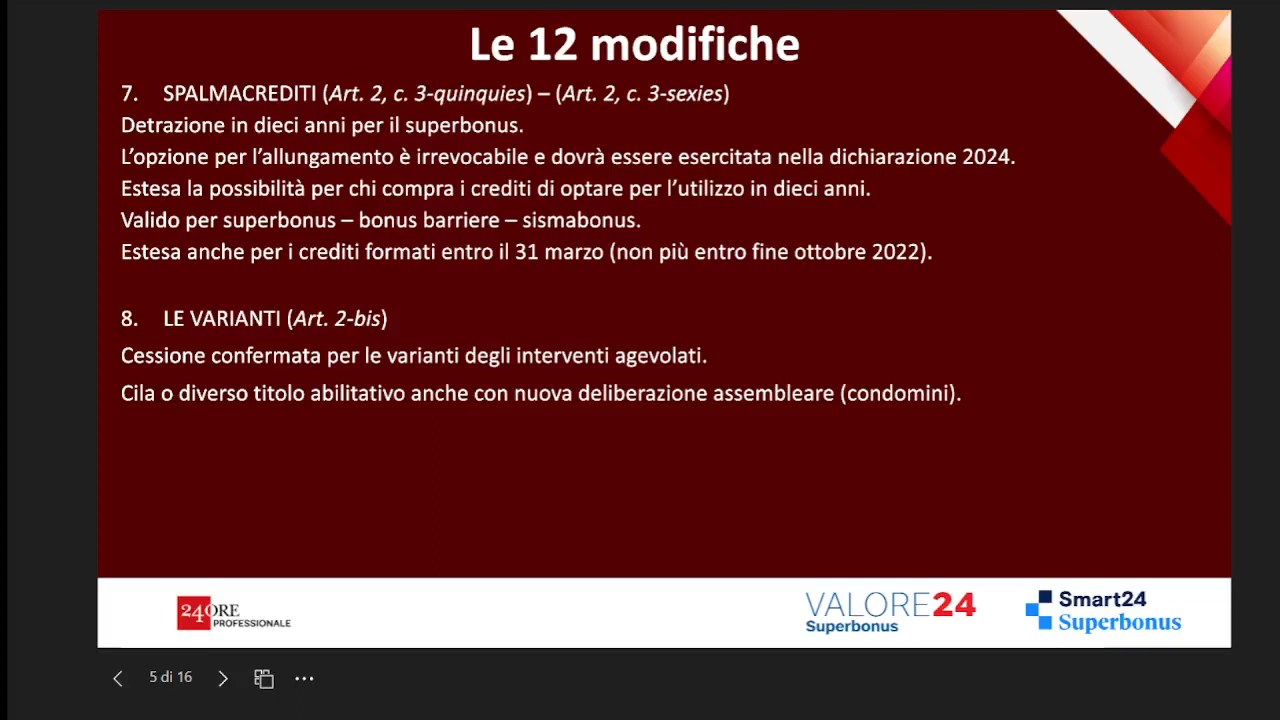 Le 12 modifiche
7. SPALMACREDITI (Art. 2, c. 3-quinquies) – (Art. 2, c. 3-sexies)
Detrazione in dieci anni per il superbonus.
L’opzione per l’allungamento è irrevocabile e dovrà essere esercitata nella dichiarazione 2024.
Estesa la possibilità per chi compra i crediti di optare per l’utilizzo in dieci anni.
Valido per superbonus – bonus barriere – sismabonus.
Estesa anche per i crediti formati entro il 31 marzo (non più entro fine ottobre 2022).
8. LE VARIANTI (Art. 2-bis)
Cessione confermata per le varianti degli interventi agevolati.
Cila o diverso titolo abilitativo anche con nuova deliberazione assembleare (condomini).
24ORE
PROFESSIONALE
VALORE24
Superbonus
Smart24
Superbonus
5 di 16